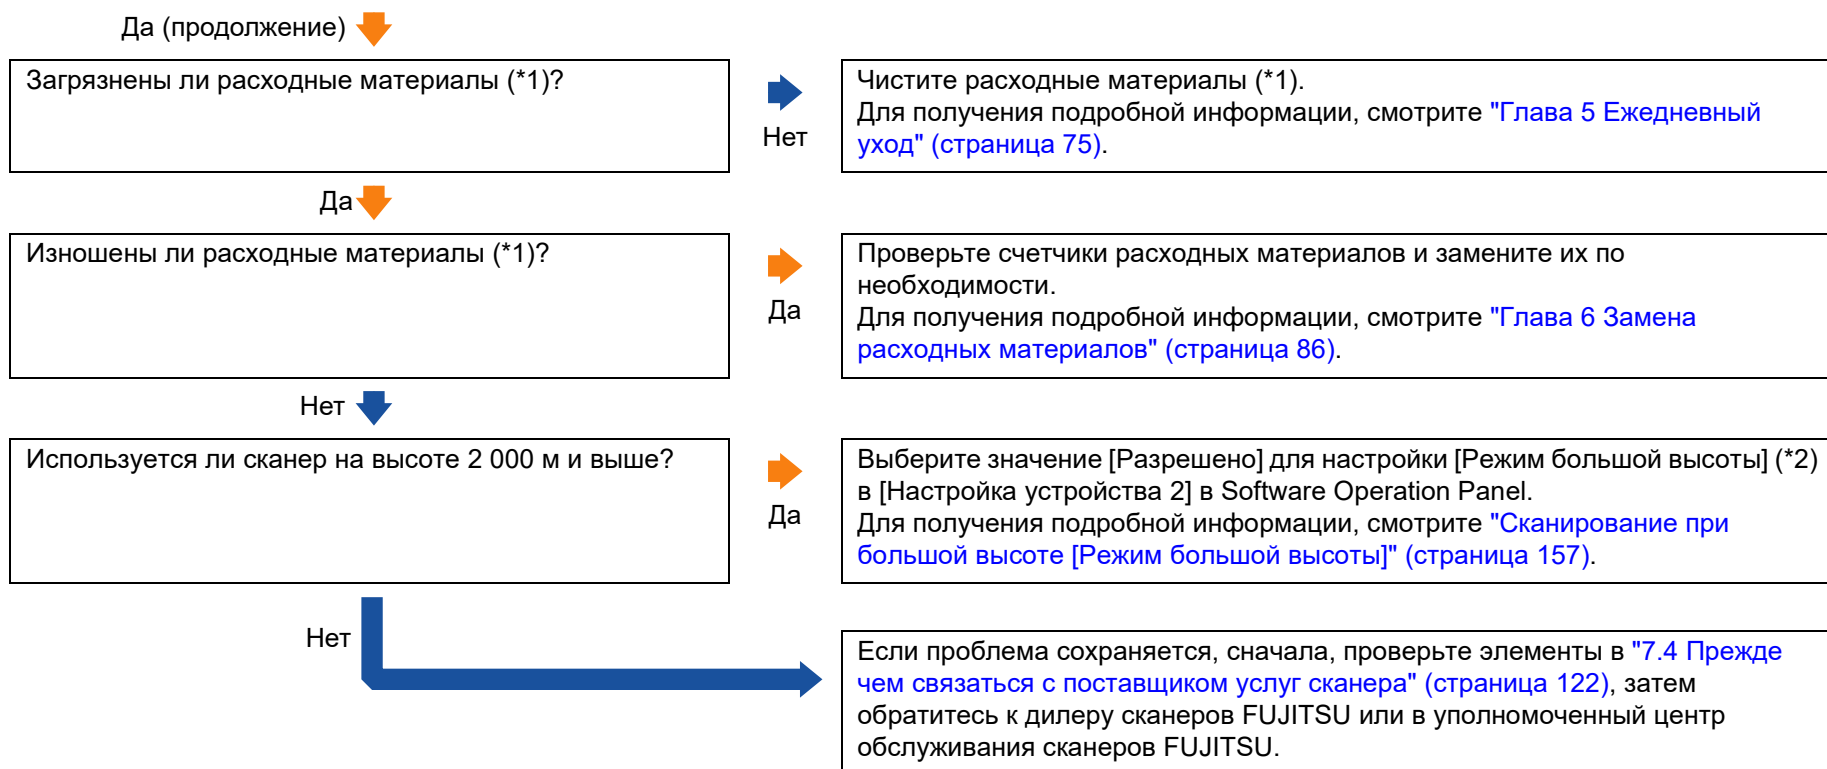 Да (продолжение)
Загрязнены ли расходные материалы (*1)?
Нет
Чистите расходные материалы (*1).
Для получения подробной информации, смотрите "Глава 5 Ежедневный
уход" (страница 75).
Да
Изношены ли расходные материалы (*1)?
Да
Проверьте счетчики расходных материалов и замените их по
необходимости.
Для получения подробной информации, смотрите "Глава 6 Замена
расходных материалов" (страница 86).
Нет
Используется ли сканер на высоте 2 000 м и выше?
Да
Выберите значение [Разрешено] для настройки [Режим большой высоты] (*2)
в [Настройка устройства 2] в Software Operation Panel.
Для получения подробной информации, смотрите "Сканирование при
большой высоте [Режим большой высоты]" (страница 157).
Нет
Если проблема сохраняется, сначала, проверьте элементы в "7.4 Прежде
чем связаться с поставщиком услуг сканера" (страница 122), затем
обратитесь к дилеру сканеров FUJITSU или в уполномоченный центр
обслуживания сканеров FUJITSU.